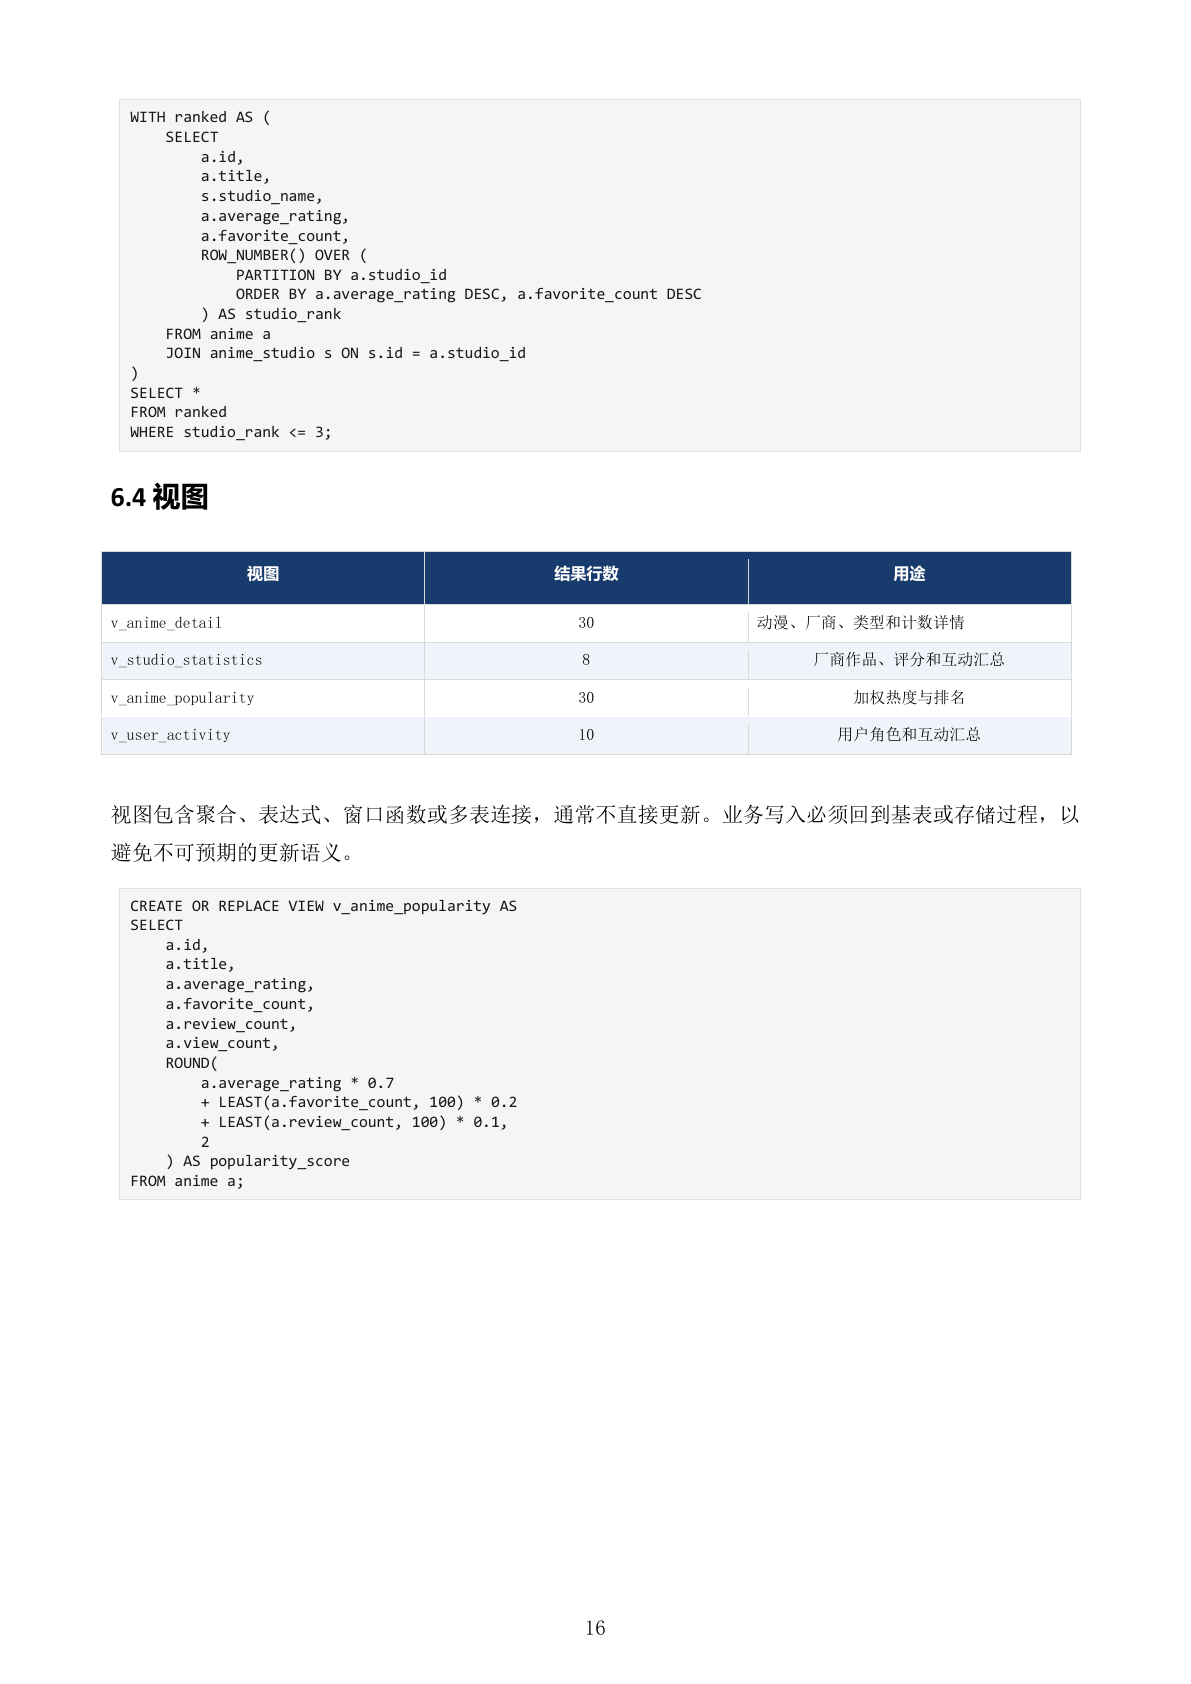 WITH ranked AS (
    SELECT
        a.id,
        a.title,
        s.studio_name,
        a.average_rating,
        a.favorite_count,
        ROW_NUMBER() OVER (
            PARTITION BY a.studio_id
            ORDER BY a.average_rating DESC, a.favorite_count DESC
        ) AS studio_rank
    FROM anime a
    JOIN anime_studio s ON s.id = a.studio_id
)
SELECT *
FROM ranked
WHERE studio_rank <= 3;
6.4 视图
视图 结果行数 用途
v_anime_detail 30 动漫、厂商、类型和计数详情
v_studio_statistics 8 厂商作品、评分和互动汇总
v_anime_popularity 30 加权热度与排名
v_user_activity 10 用户角色和互动汇总
视图包含聚合、表达式、窗口函数或多表连接，通常不直接更新。业务写入必须回到基表或存储过程，以
避免不可预期的更新语义。
CREATE OR REPLACE VIEW v_anime_popularity AS
SELECT
    a.id,
    a.title,
    a.average_rating,
    a.favorite_count,
    a.review_count,
    a.view_count,
    ROUND(
        a.average_rating * 0.7
        + LEAST(a.favorite_count, 100) * 0.2
        + LEAST(a.review_count, 100) * 0.1,
        2
    ) AS popularity_score
FROM anime a;
16